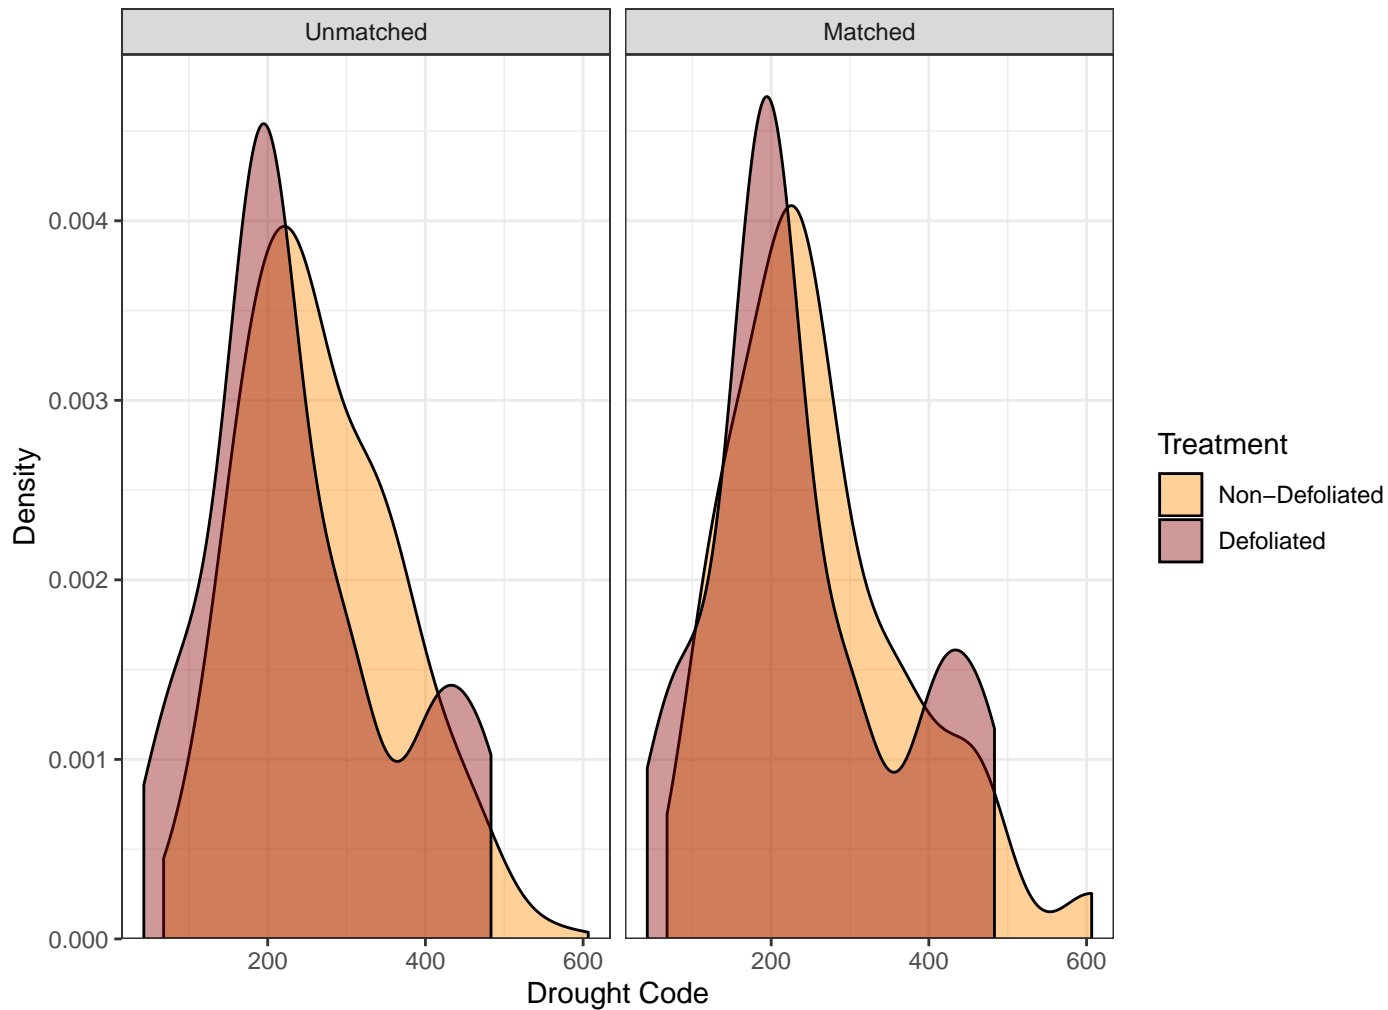 Unmatched
Matched
Density
0.004
0.003
0.002
0.001
0.000
200
400
600
200
400
600
Drought Code
Treatment
Non−Defoliated
Defoliated